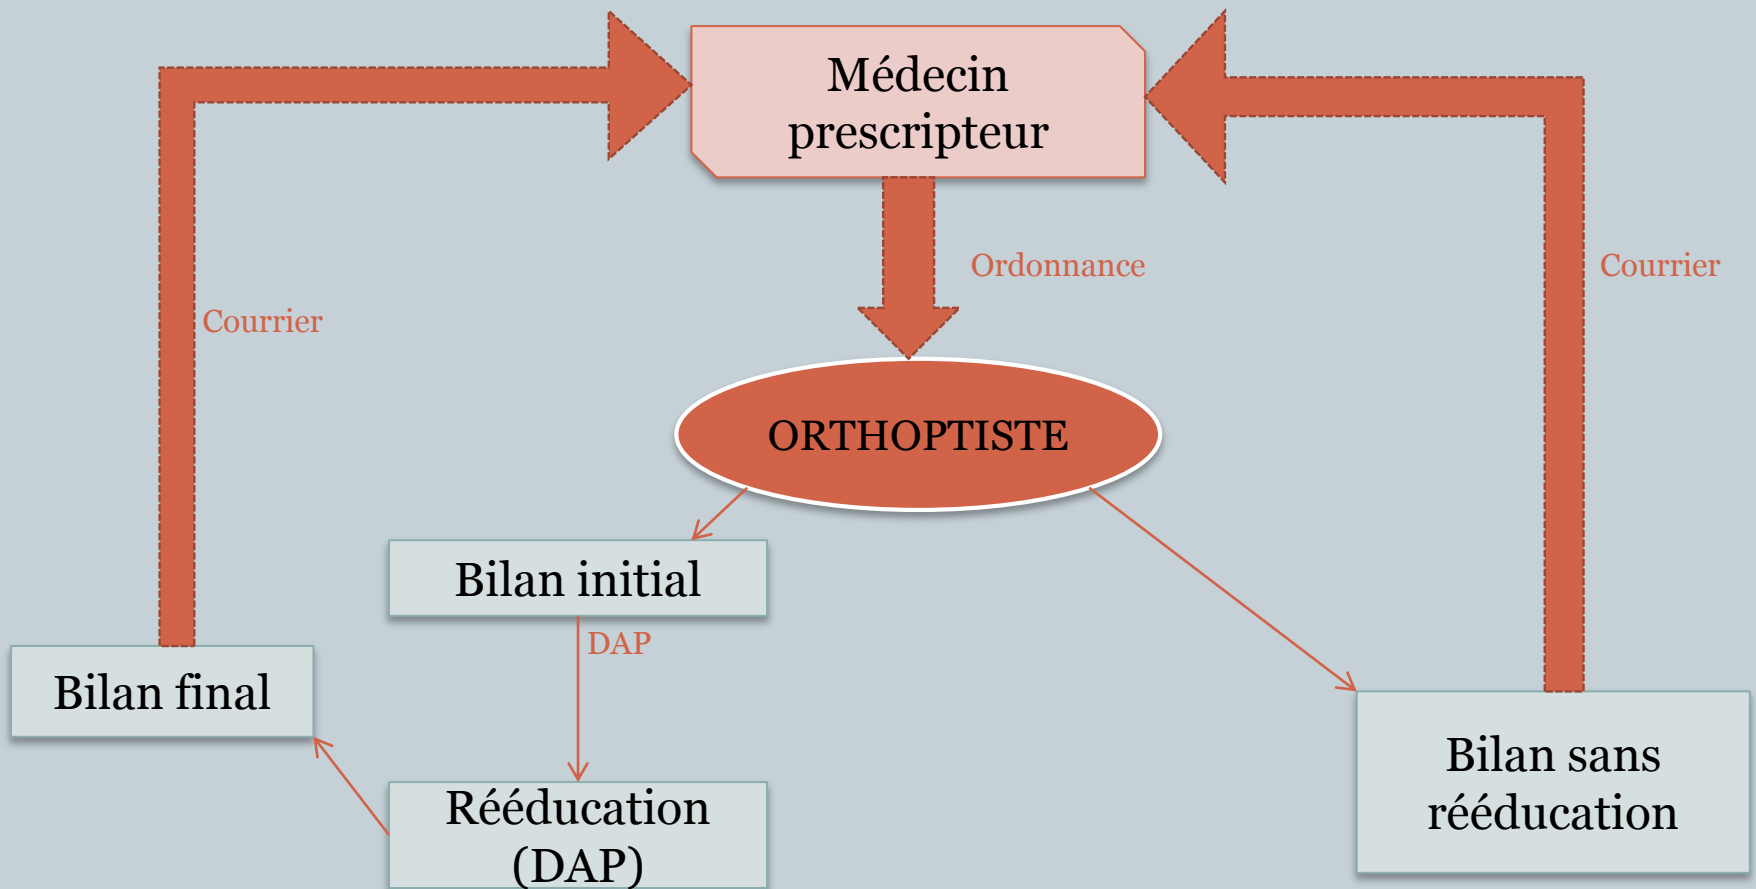 Médecin
prescripteur
Ordonnance
Courrier
Courrier
ORTHOPTISTE
Bilan initial
DAP
Bilan final
Rééducation
(DAP)
Bilan sans
rééducation